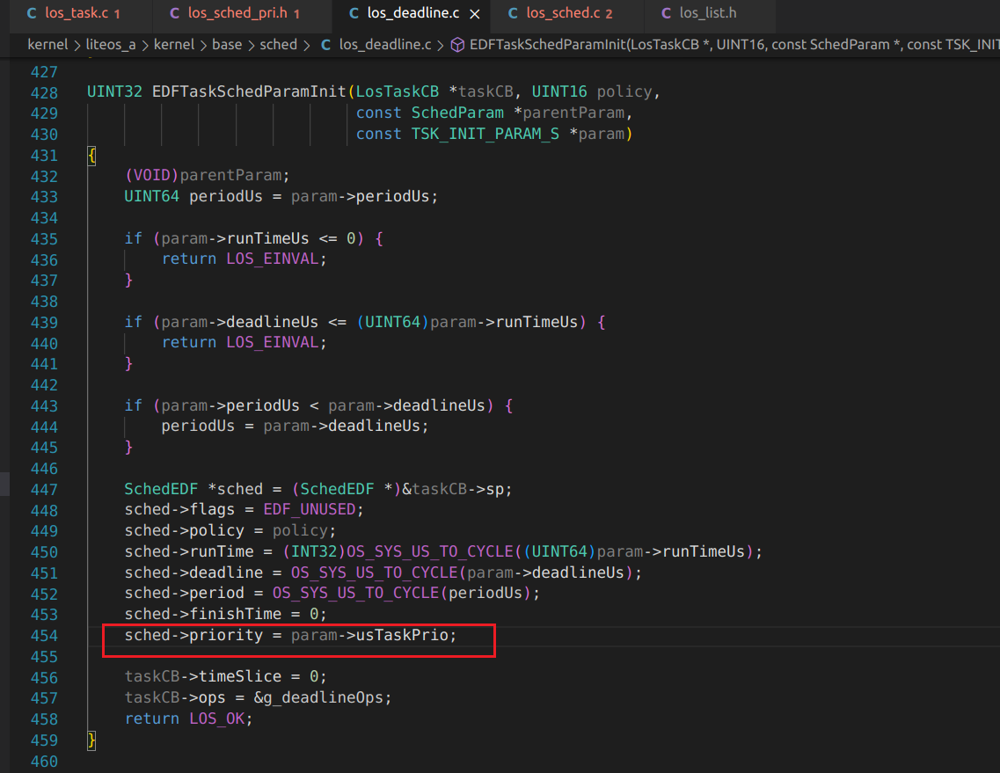 los_task.c 1 los_sched_pri.h 1 los_deadline.c los_sched.c 2 los_list.h
kernel > liteos_a > kernel > base > sched > C los_deadline.c > EDFTaskSchedParamInit(LosTaskCB *, UINT16, const SchedParam *, const TSK_INIT
427
428 UINT32 EDFTaskSchedParamInit(LosTaskCB *taskCB, UINT16 policy,
429 const SchedParam *parentParam,
430 const TSK_INIT_PARAM_S *param)
431 {
432 (VOID)parentParam;
433 UINT64 periodUs = param->periodUs;
434
435 if (param->runTimeUs <= 0) {
436 return LOS_EINVAL;
437 }
438
439 if (param->deadlineUs <= (UINT64)param->runTimeUs) {
440 return LOS_EINVAL;
441 }
442
443 if (param->periodUs < param->deadlineUs) {
444 periodUs = param->deadlineUs;
445 }
446
447 SchedEDF *sched = (SchedEDF *)&taskCB->sp;
448 sched->flags = EDF_UNUSED;
449 sched->policy = policy;
450 sched->runTime = (INT32)OS_SYS_US_TO_CYCLE((UINT64)param->runTimeUs);
451 sched->deadline = OS_SYS_US_TO_CYCLE(param->deadlineUs);
452 sched->period = OS_SYS_US_TO_CYCLE(periodUs);
453 sched->finishTime = 0;
454 sched->priority = param->usTaskPrio;
455
456 taskCB->timeSlice = 0;
457 taskCB->ops = &g_deadlineOps;
458 return LOS_OK;
459 }
460